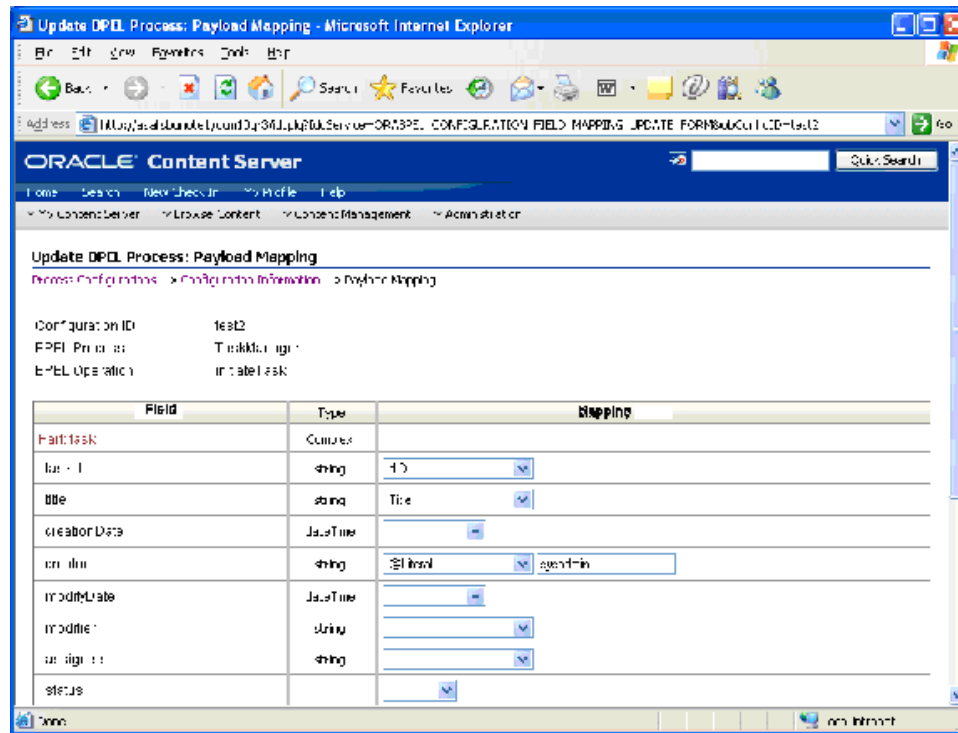 Update BPEL Process: Payload Mapping - Microsoft Internet Explorer
File Edit View Favorites Tools Help
Back Search Favorites
Address Go
ORACLE Content Server
Quick Search
Home Search New Check In My Profile Help
My Content Server Browse Content Content Management Administration
Update BPEL Process: Payload Mapping
Process Configurations > Configuration Information > Payload Mapping
Configuration ID test2
BPEL Process TaskManager
BPEL Operation initiateTask
Field Type Mapping
Part: task Complex
taskId string
title string Title
creationDate dateTime
creator string @Literal sysadmin
modifyDate dateTime
modifier string
assignee string
status
Done Local intranet